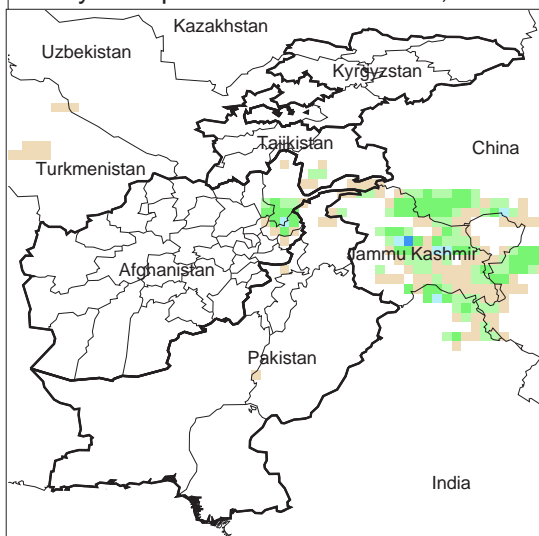 Kazakhstan
Uzbekistan
Kyrgyzstan
Tajikistan
China
Turkmenistan
Jammu Kashmir
Afghanistan
Pakistan
India